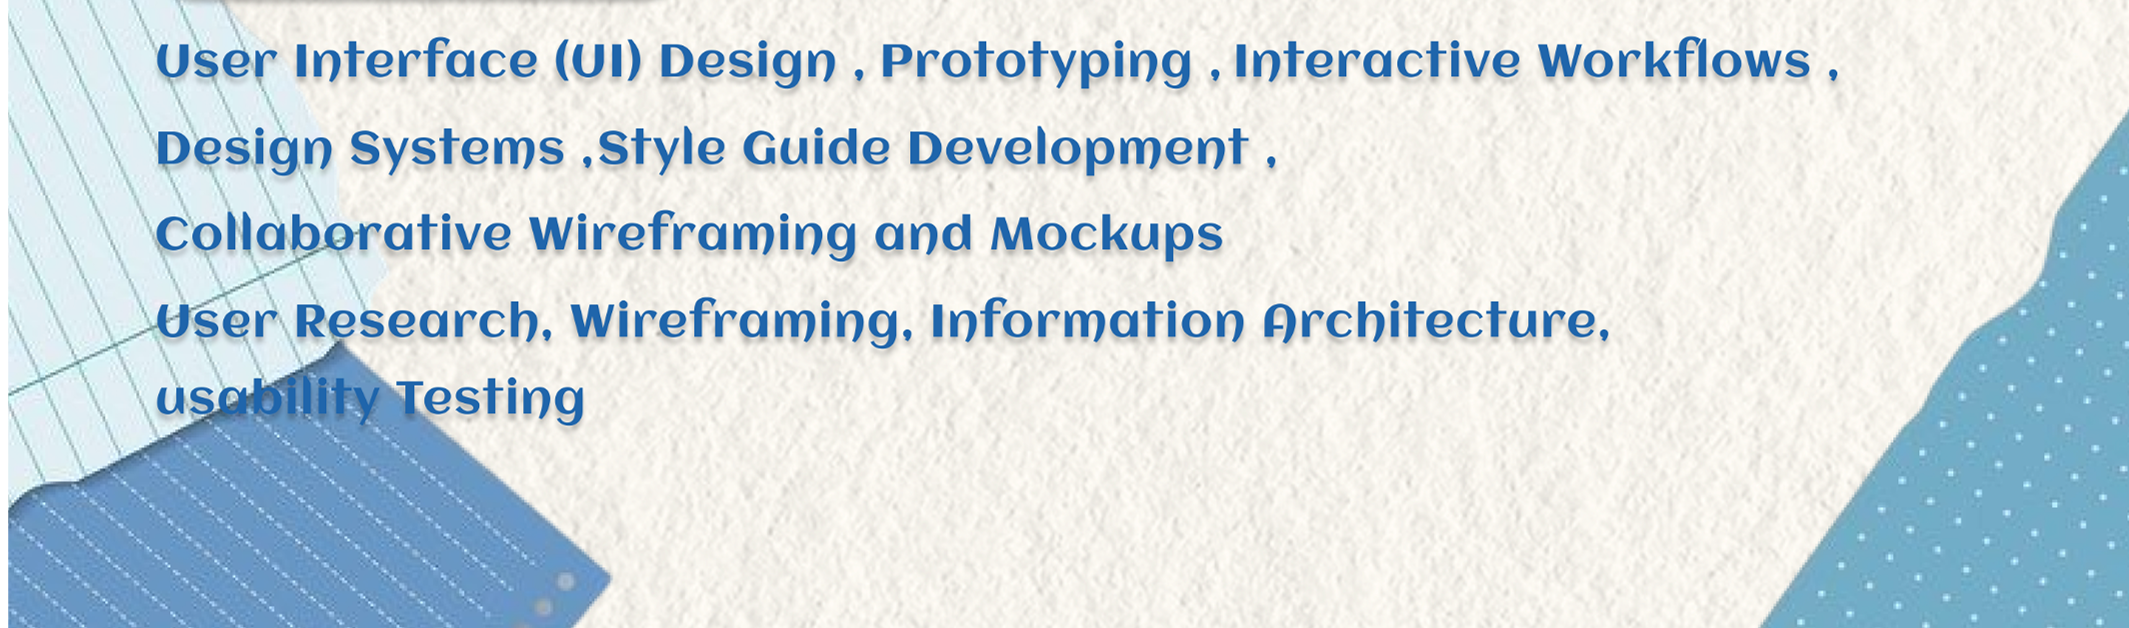 User Interface (UI) Design , Prototyping , Interactive Workflows ,
Design Systems ,Style Guide Development ,
Collaborative Wireframing and Mockups
User Research, Wireframing, Information Architecture,
usability Testing